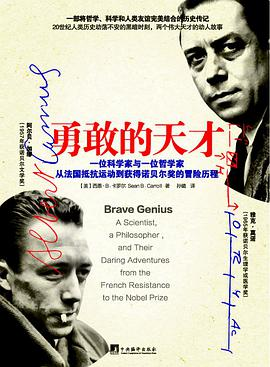 一部将哲学、科学和人类友谊完美结合的历史传记
20世纪人类历史动荡不安的黑暗时刻，两个伟大天才的动人故事
阿尔贝·加缪
（1957年获诺贝尔文学奖）
勇敢的天才
一位科学家与一位哲学家
从法国抵抗运动到获得诺贝尔奖的冒险历程
【美】西恩·B·卡罗尔 Sean B. Carroll 著 孙璐 译
雅克·莫诺
（1965年获诺贝尔生理学或医学奖）
Brave Genius
A Scientist,
a Philosopher,
and Their
Daring Adventures
from the
French Resistance
to the Nobel Prize
中央编译出版社